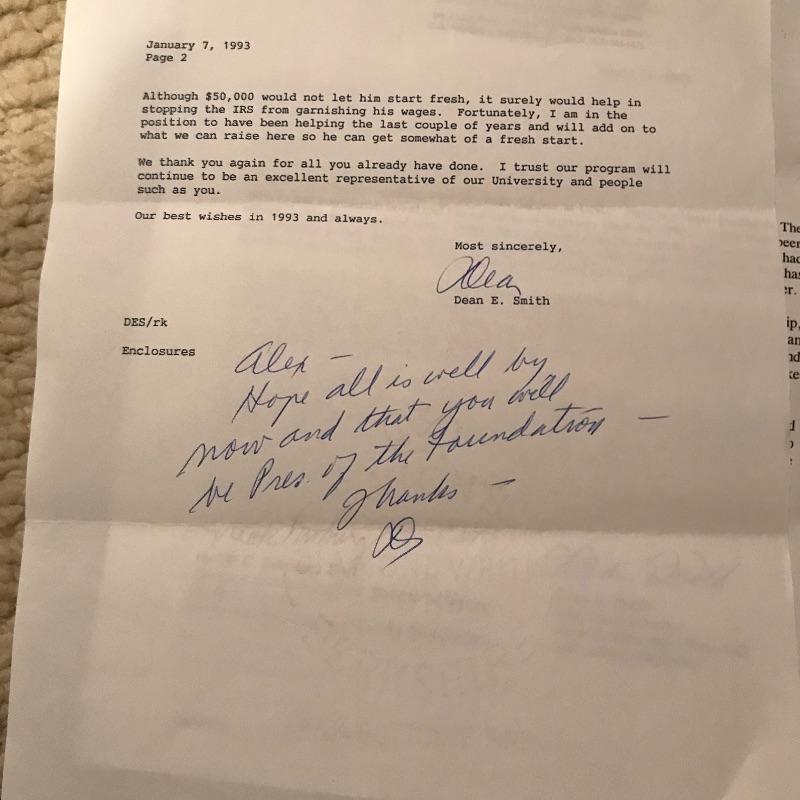 January 7, 1993
Page 2
Although $50,000 would not let him start fresh, it surely would help in
stopping the IRS from garnishing his wages.  Fortunately, I am in the
position to have been helping the last couple of years and will add on to
what we can raise here so he can get somewhat of a fresh start.
We thank you again for all you already have done.  I trust our program will
continue to be an excellent representative of our University and people
such as you.
Our best wishes in 1993 and always.
Most sincerely,
Dean
Dean E. Smith
DES/rk
Enclosures
Alex —
Hope all is well by
now and that you will
be Pres. of the Foundation —
Thanks —
The
had
has
er.
ip,